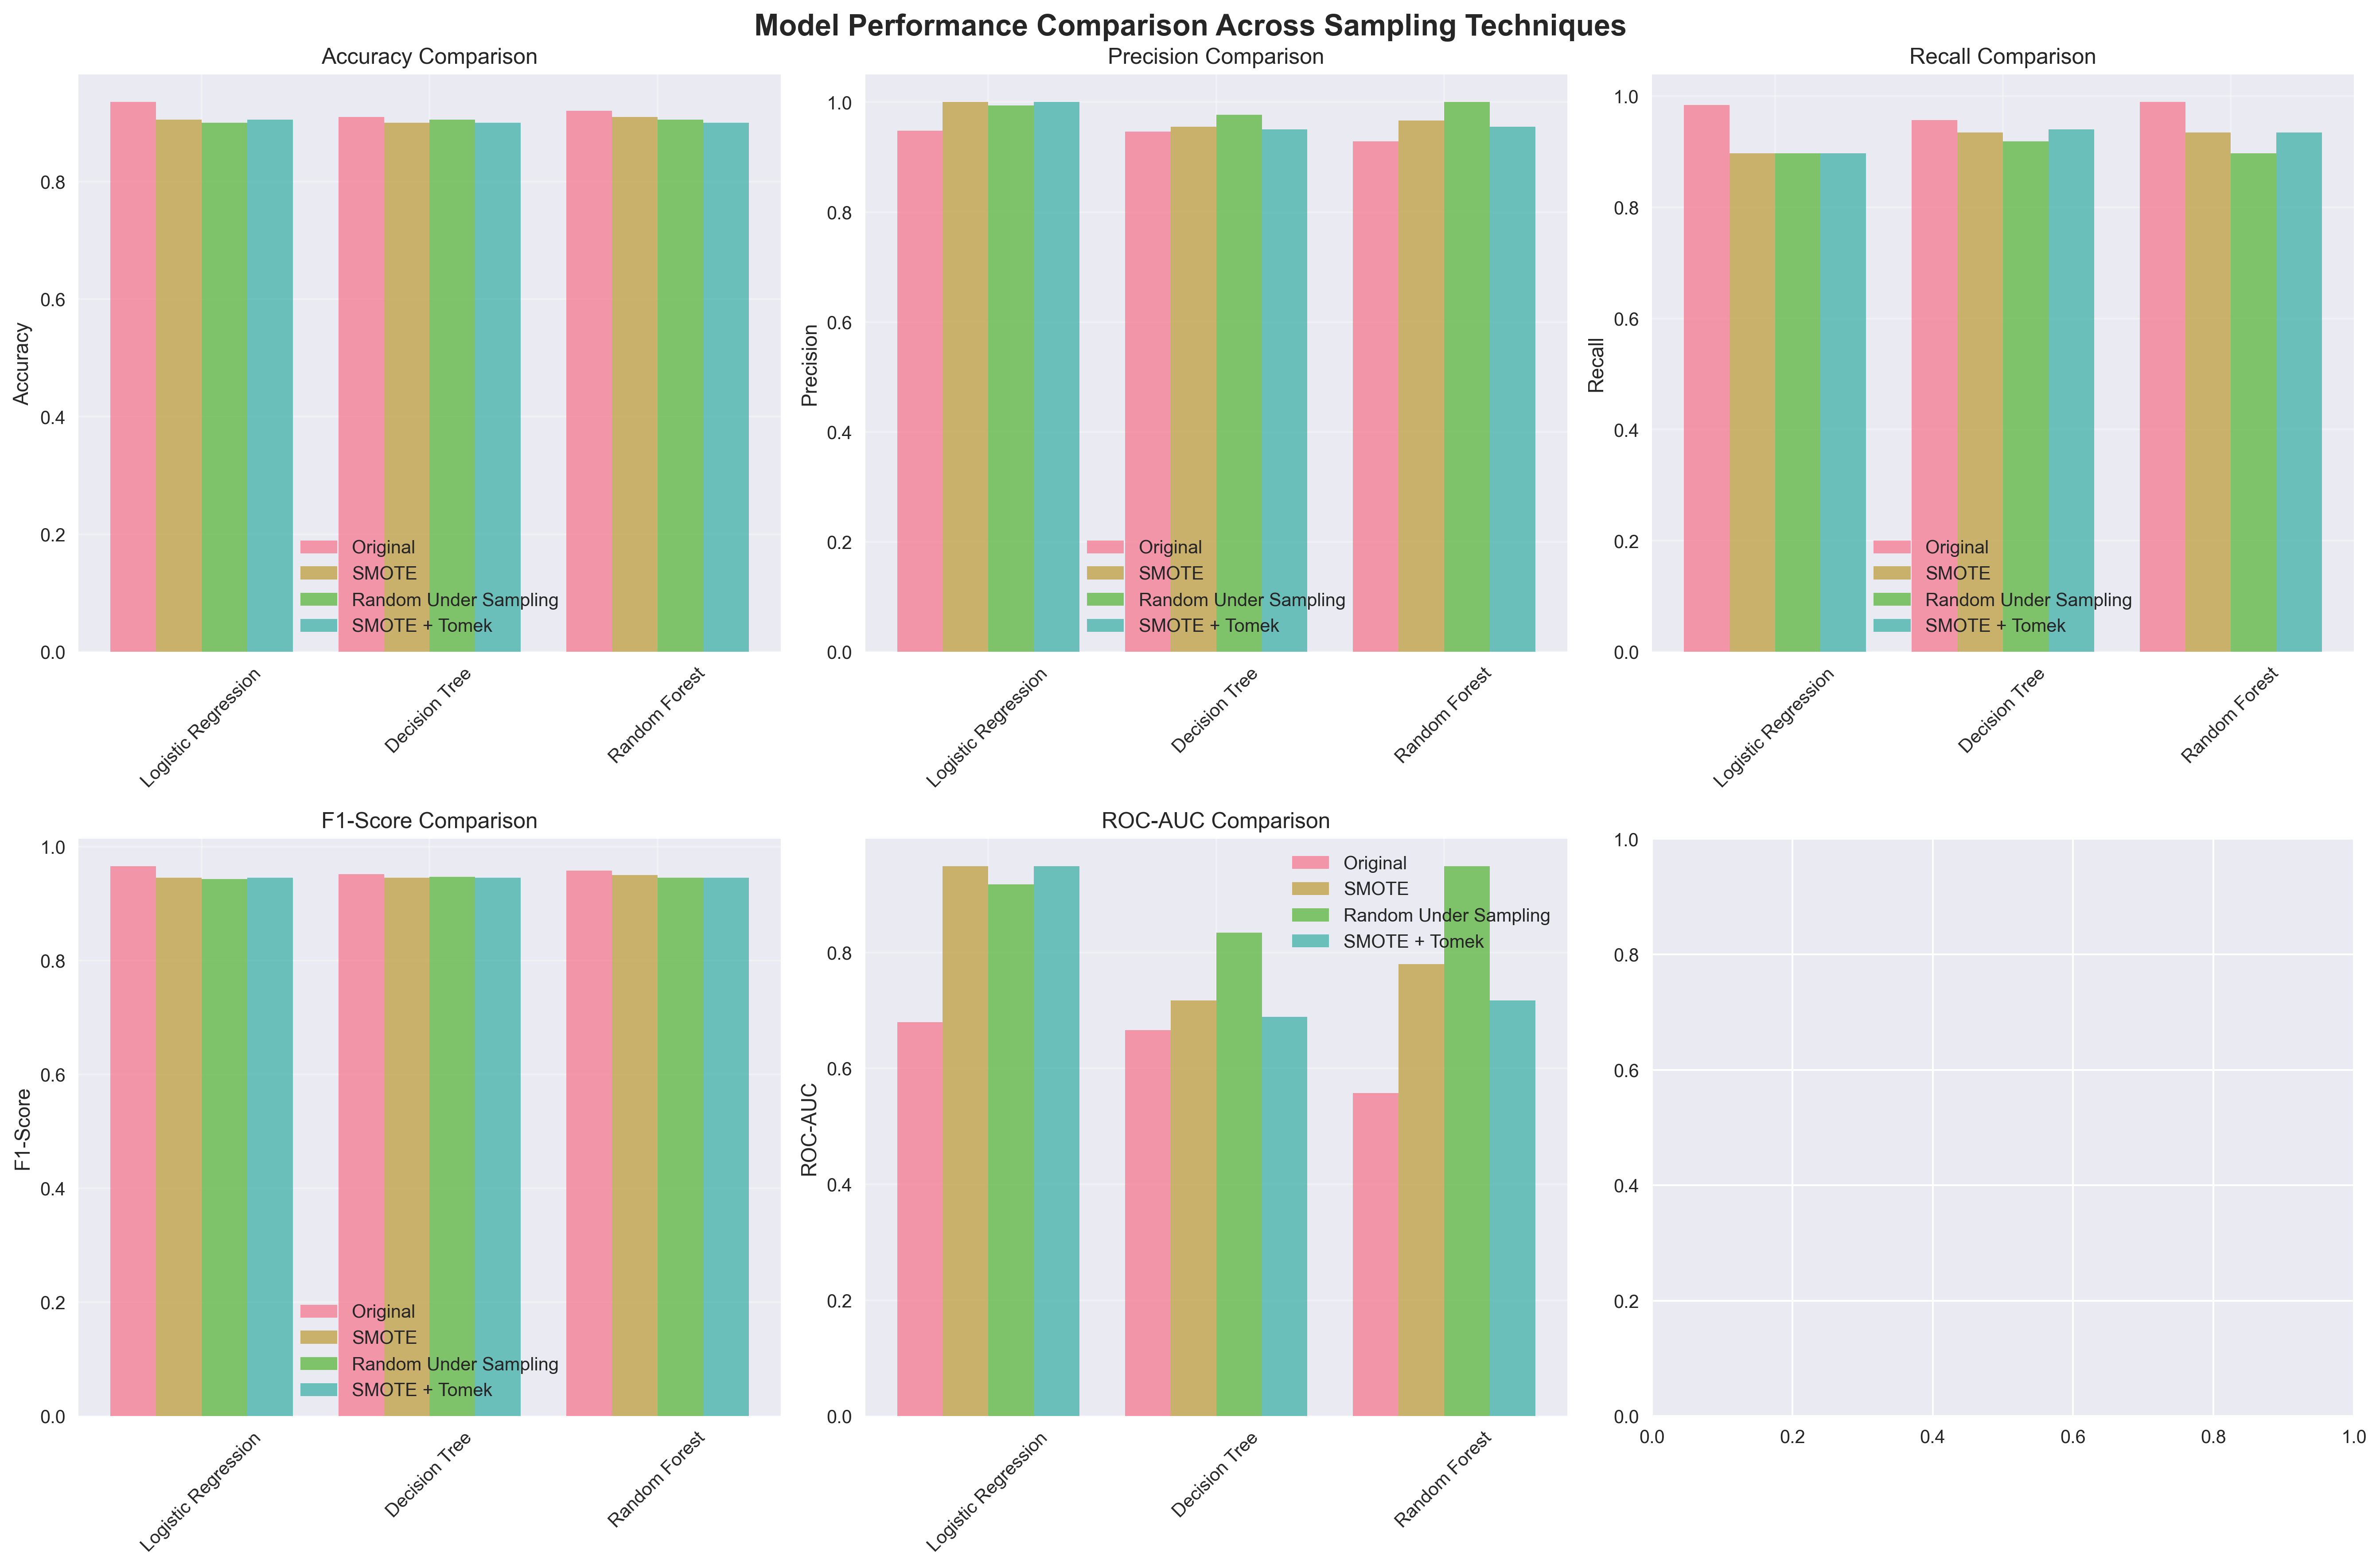 Model Performance Comparison Across Sampling Techniques
Accuracy Comparison
Accuracy
0.8
0.6
0.4
0.2
0.0
Original
SMOTE
Random Under Sampling
SMOTE + Tomek
Logistic Regression
Decision Tree
Random Forest
Precision Comparison
Precision
1.0
0.8
0.6
0.4
0.2
0.0
Original
SMOTE
Random Under Sampling
SMOTE + Tomek
Logistic Regression
Decision Tree
Random Forest
Recall Comparison
Recall
1.0
0.8
0.6
0.4
0.2
0.0
Original
SMOTE
Random Under Sampling
SMOTE + Tomek
Logistic Regression
Decision Tree
Random Forest
F1-Score Comparison
F1-Score
1.0
0.8
0.6
0.4
0.2
0.0
Original
SMOTE
Random Under Sampling
SMOTE + Tomek
Logistic Regression
Decision Tree
Random Forest
ROC-AUC Comparison
ROC-AUC
0.8
0.6
0.4
0.2
0.0
Original
SMOTE
Random Under Sampling
SMOTE + Tomek
Logistic Regression
Decision Tree
Random Forest
1.0
0.8
0.6
0.4
0.2
0.0
0.0 0.2 0.4 0.6 0.8 1.0